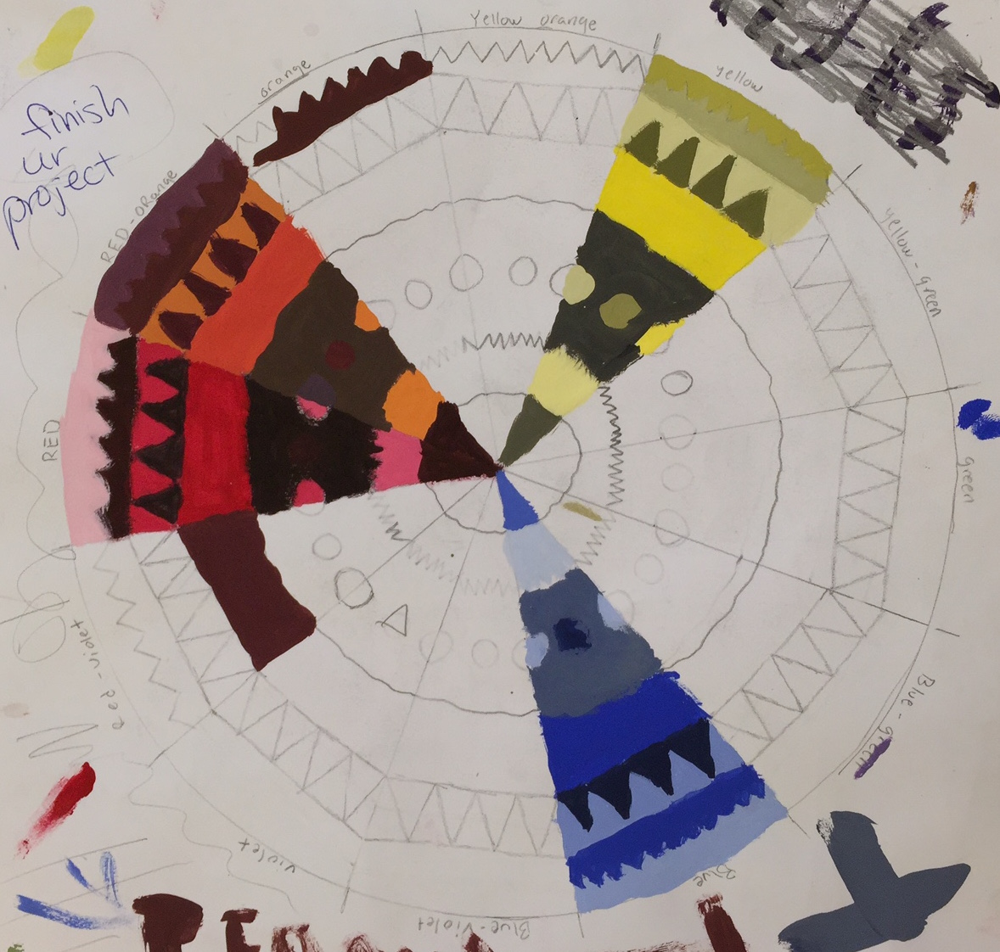 Yellow orange
orange
yellow
finish
ur
project
RED-ORange
yellow-green
RED
green
Red-violet
Blue-green
violet
Blue
Blue-Violet